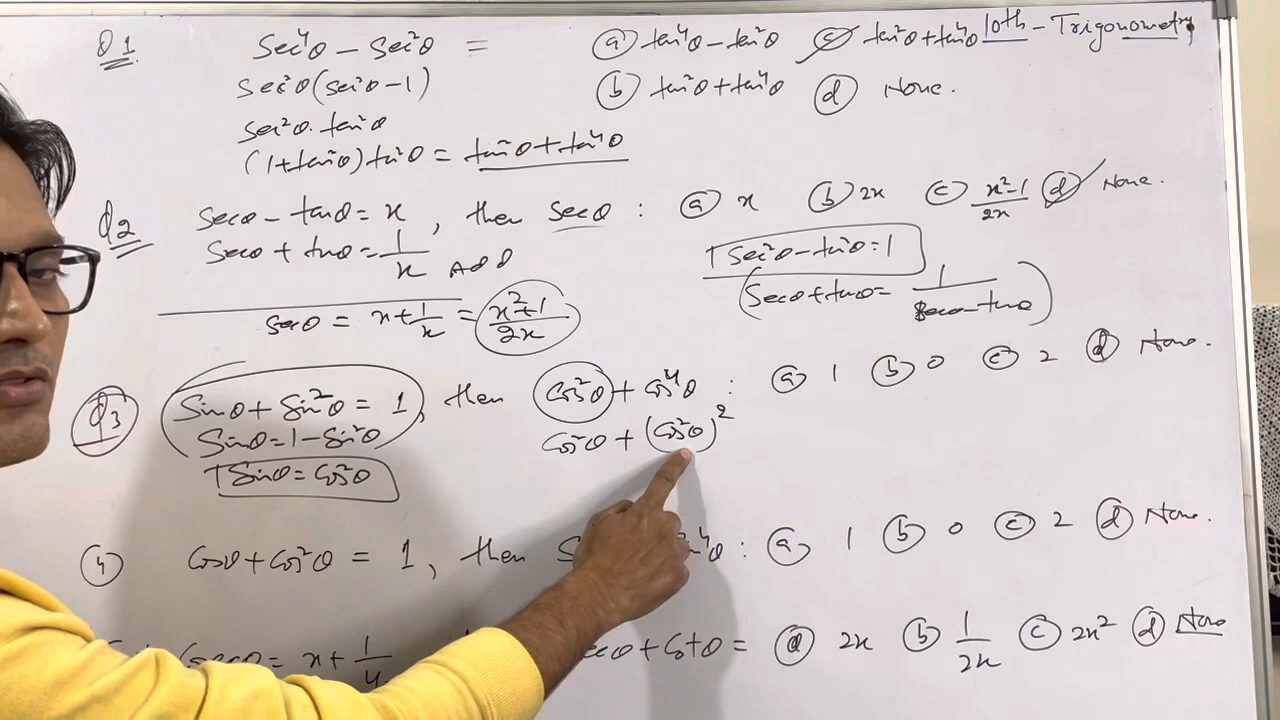 10th - Trigonometry
Q1 sec⁴θ - sec²θ = (a) tan⁴θ - tan²θ (c) tan²θ + tan⁴θ
sec²θ(sec²θ - 1) (b) tan²θ + tan⁴θ (d) None.
sec²θ . tan²θ
(1+tan²θ)tan²θ = tan²θ + tan⁴θ
Q2 secθ - tanθ = x, then secθ : (a) x (b) 2x (c) x²-1/2x (d) None.
secθ + tanθ = 1/x ADD
sec²θ - tan²θ = 1
(secθ + tanθ = 1/secθ - tanθ)
secθ = x + 1/x = x²+1/2x
Q3 Sinθ + Sin²θ = 1, then Cos²θ + Cos⁴θ : (a) 1 (b) 0 (c) 2 (d) None.
Sinθ = 1 - Sin²θ Cos²θ + (Cos²θ)²
Sinθ = Cos²θ
(4) Cosθ + Cos²θ = 1, then θ : (a) 1 (b) 0 (c) 2 (d) None.
Cosecθ = x + 1/4 + Cotθ = (a) 2x (b) 1/2x (c) 2x² (d) None